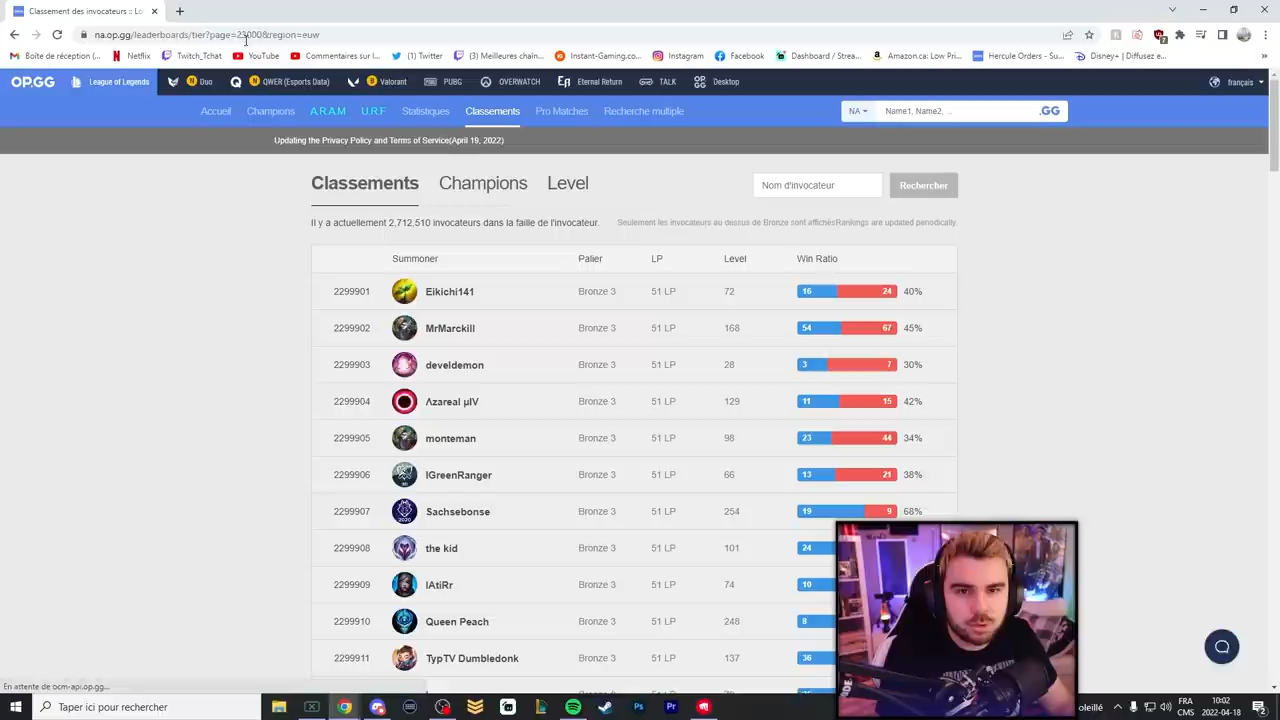 Classement des invocateurs :: Lo
na.op.gg/leaderboards/tier?page=23000&region=euw
Boîte de réception (...
Netflix
Twitch_Tchat
YouTube
Commentaires sur l...
(1) Twitter
(3) Meilleures chaîn...
Instant-Gaming.c...
Instagram
Facebook
Dashboard / Strea...
Amazon.ca: Low Pri...
Hercule Orders - Su...
Disney+ | Diffusez e...
OP.GG
League of Legends
N Duo
Q N QWER (Esports Data)
B Valorant
PUBG
OVERWATCH
Eternal Return
TALK
Desktop
français
Accueil
Champions
A.R.A.M
U.R.F
Statistiques
Classements
Pro Matches
Recherche multiple
NA
Name1, Name2, ...
.GG
Updating the Privacy Policy and Terms of Service(April 19, 2022)
Classements
Champions
Level
Nom d'invocateur
Rechercher
Il y a actuellement 2,712,510 invocateurs dans la faille de l'invocateur.
Seulement les invocateurs au dessus de Bronze sont affichésRankings are updated periodically.
Summoner Palier LP Level Win Ratio
2299901 Eikichi141 Bronze 3 51 LP 72 16 24 40%
2299902 MrMarckill Bronze 3 51 LP 168 54 67 45%
2299903 develdemon Bronze 3 51 LP 28 3 7 30%
2299904 Λzareal μIV Bronze 3 51 LP 129 11 15 42%
2299905 monteman Bronze 3 51 LP 98 23 44 34%
2299906 IGreenRanger Bronze 3 51 LP 66 13 21 38%
2299907 Sachsebonse Bronze 3 51 LP 254 19 9 68%
2299908 the kid Bronze 3 51 LP 101 24
2299909 IAtiRr Bronze 3 51 LP 74 10
2299910 Queen Peach Bronze 3 51 LP 248 8
2299911 TypTV Dumbledonk Bronze 3 51 LP 137 36
En attente de ocm-api.op.gg...
Taper ici pour rechercher
oleillé
FRA
CMS
10:02
2022-04-18